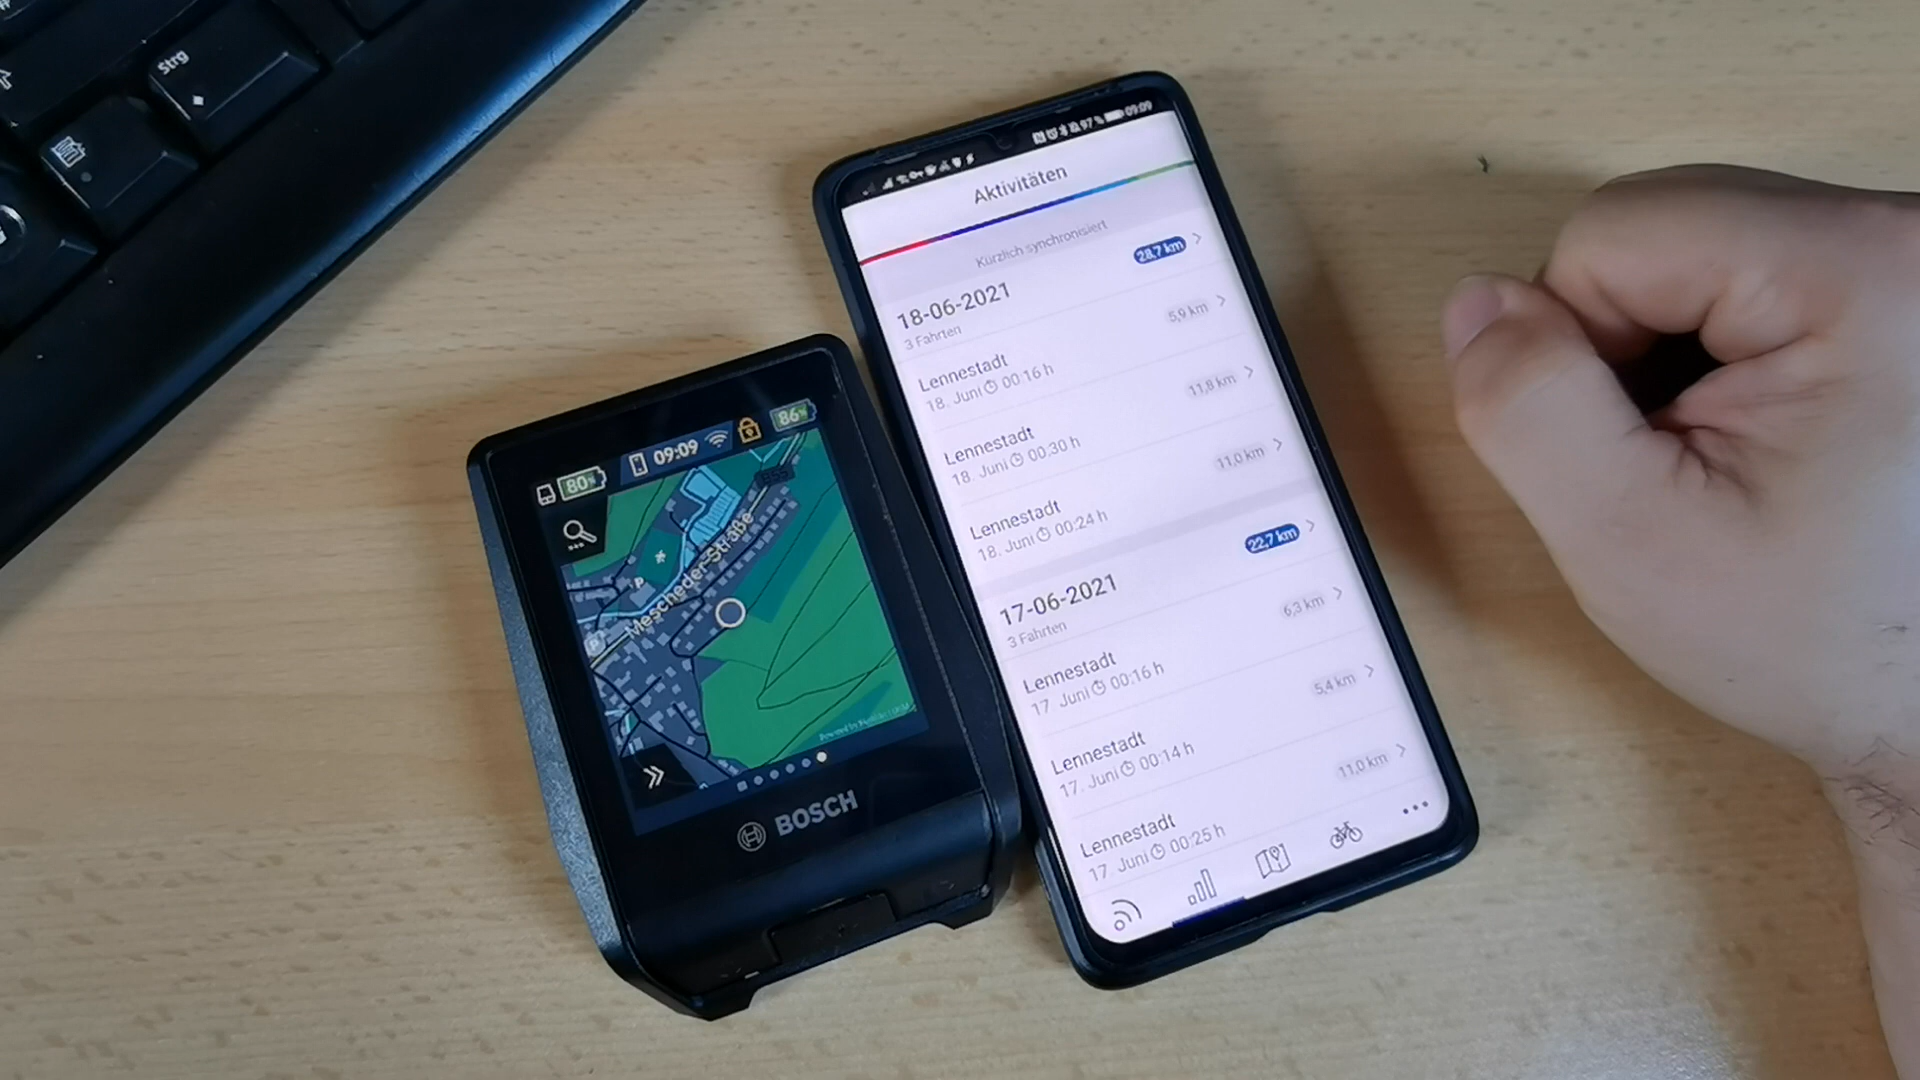 Strg
80%
09:09
86%
Mescheder-Straße
P
P
BOSCH
97 %
09:09
Aktivitäten
Kürzlich synchronisiert
18-06-2021
28,7 km
3 Fahrten
Lennestadt
5,9 km
18. Juni 00:16 h
Lennestadt
11,8 km
18. Juni 00:30 h
Lennestadt
11,0 km
18. Juni 00:24 h
17-06-2021
22,7 km
3 Fahrten
Lennestadt
6,3 km
17. Juni 00:16 h
Lennestadt
5,4 km
17. Juni 00:14 h
Lennestadt
11,0 km
17. Juni 00:25 h